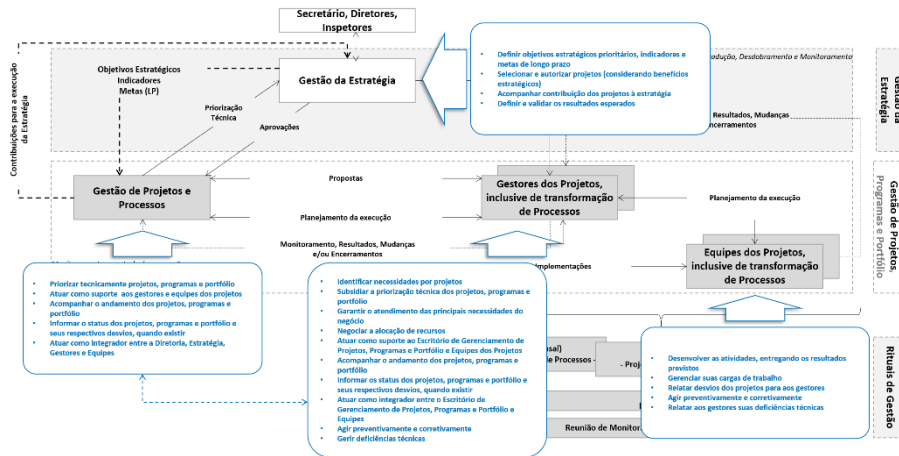 Secretário, Diretores,
Inspetores
Contribuições para a execução
da Estratégia
Objetivos Estratégicos
Indicadores
Metas (LP)
Gestão da Estratégia
Priorização
Técnica
Aprovações
• Definir objetivos estratégicos prioritários, indicadores e
metas de longo prazo
• Selecionar e autorizar projetos (considerando benefícios
estratégicos)
• Acompanhar contribuição dos projetos à estratégia
• Definir e validar os resultados esperados
Desdobramento e Monitoramento
Resultados, Mudanças
Gestão da
Estratégia
Gestão de Projetos e
Processos
Propostas
Planejamento da execução
Monitoramento, Resultados, Mudanças
e/ou Encerramentos
Gestores dos Projetos,
inclusive de transformação
de Processos
Planejamento da execução
Equipes dos Projetos,
inclusive de transformação
de Processos
Gestão de Projetos,
Programas e Portfólio
• Priorizar tecnicamente projetos, programas e portfólio
• Atuar como suporte aos gestores e equipes dos projetos
• Acompanhar o andamento dos projetos, programas e
portfólio
• Informar o status dos projetos, programas e portfólio e
seus respectivos desvios, quando existir
• Atuar como integrador entre a Diretoria, Estratégia,
Gestores e Equipes
• Identificar necessidades por projetos
• Subsidiar a priorização técnica dos projetos, programas e
portfólio
• Garantir o atendimento das principais necessidades do
negócio
• Negociar a alocação de recursos
• Atuar como suporte ao Escritório de Gerenciamento de
Projetos, Programas e Portfólio e Equipes dos Projetos
• Acompanhar o andamento dos projetos, programas e
portfólio
• Informar os status dos projetos, programas e portfólio e
seus respectivos desvios, quando existir
• Atuar como integrador entre o Escritório de
Gerenciamento de Projetos, Programas e Portfólio e
Equipes
• Agir preventivamente e corretivamente
• Gerir deficiências técnicas
de Processos -
Reunião de
• Desenvolver as atividades, entregando os resultados
previstos
• Gerenciar suas cargas de trabalho
• Relatar desvios dos projetos para aos gestores
• Agir preventivamente e corretivamente
• Relatar aos gestores suas deficiências técnicas
Rituais de Gestão